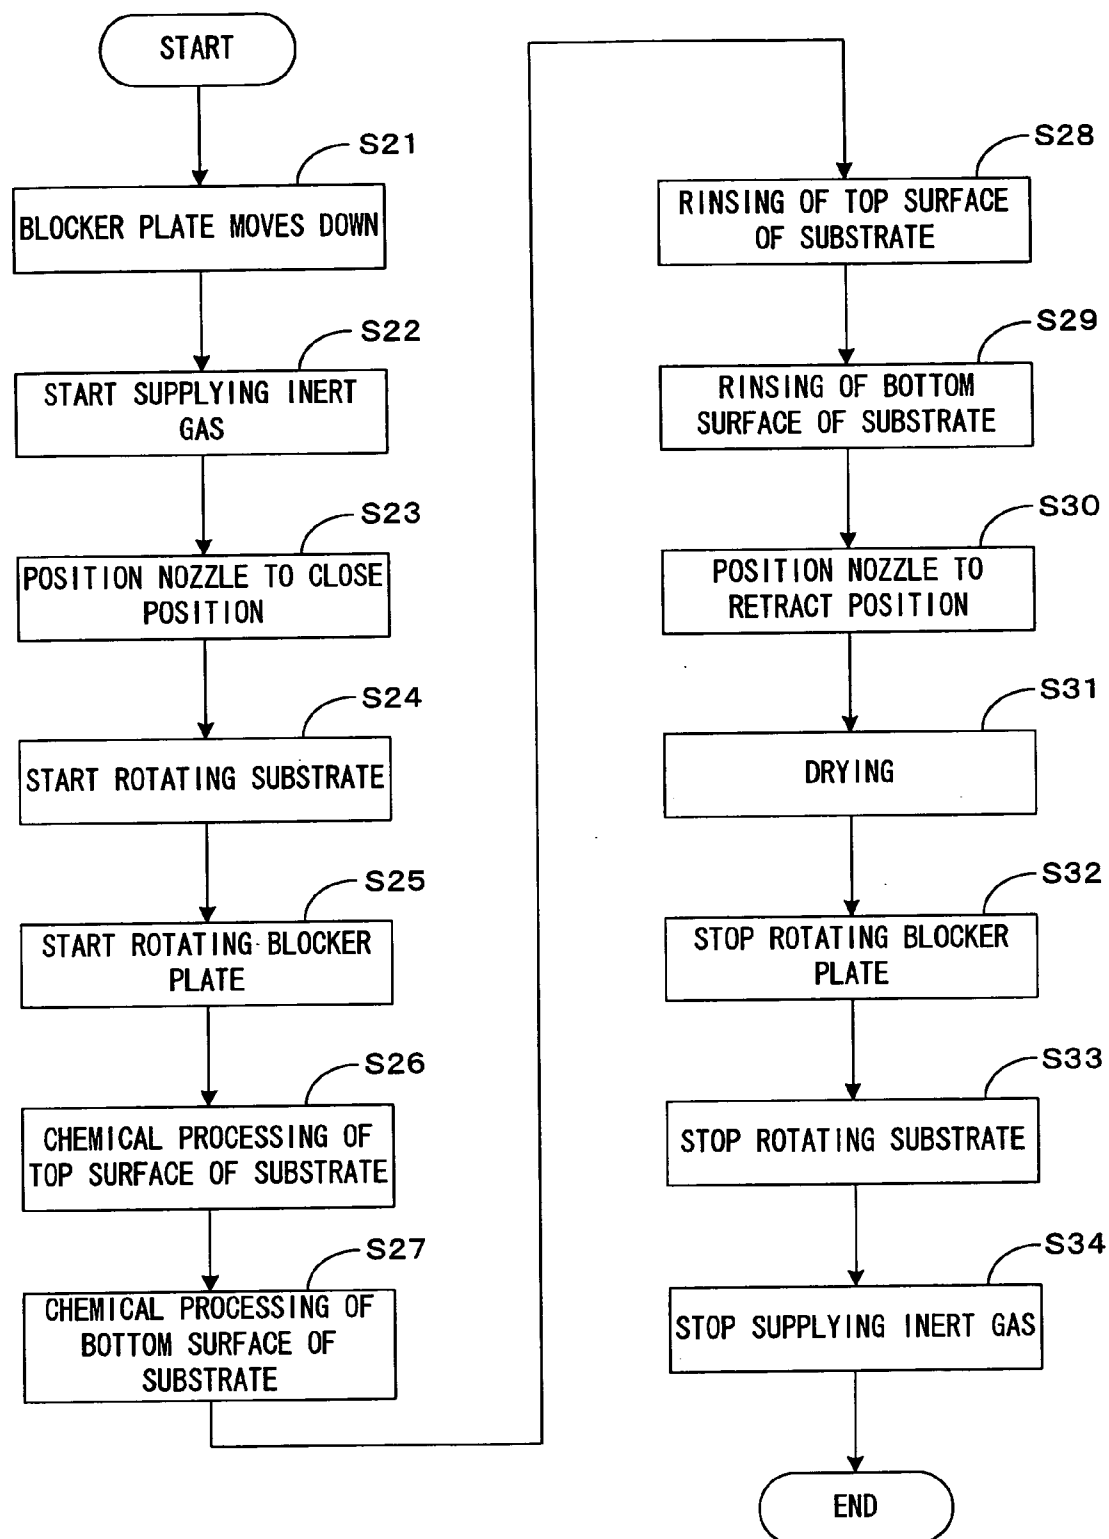 START
S21
BLOCKER PLATE MOVES DOWN
S22
START SUPPLYING INERT
GAS
S23
POSITION NOZZLE TO CLOSE
POSITION
S24
START ROTATING SUBSTRATE
S25
START ROTATING BLOCKER
PLATE
S26
CHEMICAL PROCESSING OF
TOP SURFACE OF SUBSTRATE
S27
CHEMICAL PROCESSING OF
BOTTOM SURFACE OF
SUBSTRATE
S28
RINSING OF TOP SURFACE
OF SUBSTRATE
S29
RINSING OF BOTTOM
SURFACE OF SUBSTRATE
S30
POSITION NOZZLE TO
RETRACT POSITION
S31
DRYING
S32
STOP ROTATING BLOCKER
PLATE
S33
STOP ROTATING SUBSTRATE
S34
STOP SUPPLYING INERT GAS
END